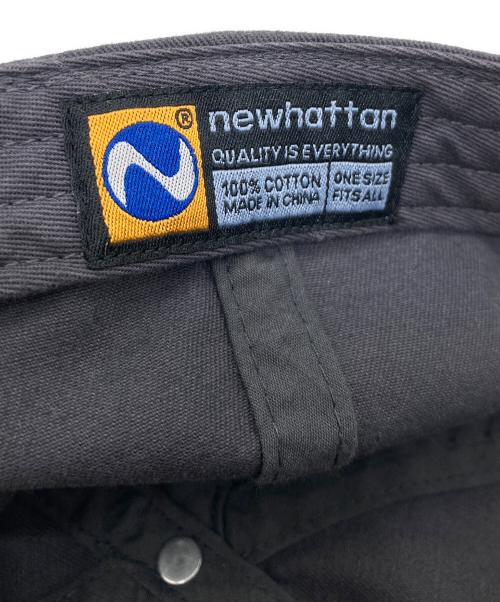 ® newhattan
QUALITY IS EVERYTHING
100% COTTON
MADE IN CHINA
ONE SIZE
FITS ALL